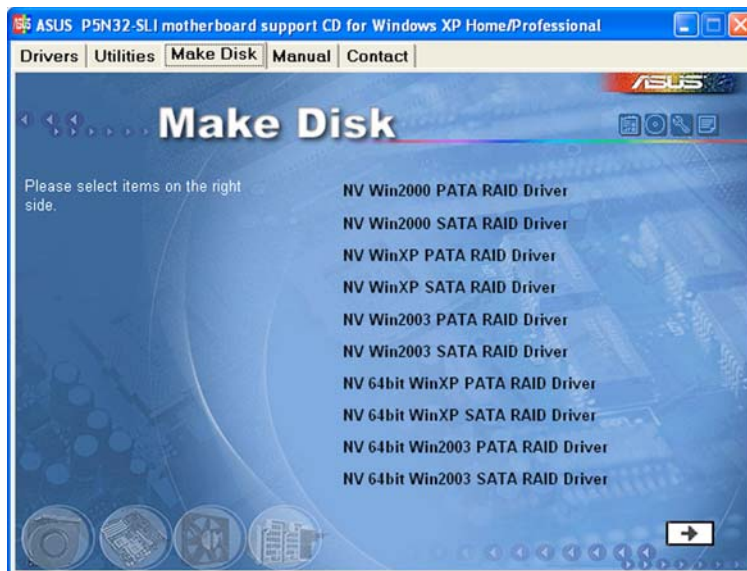 ASUS P5N32-SLI motherboard support CD for Windows XP Home/Professional
Drivers Utilities Make Disk Manual Contact
ASUS
Make Disk
Please select items on the right
side.
NV Win2000 PATA RAID Driver
NV Win2000 SATA RAID Driver
NV WinXP PATA RAID Driver
NV WinXP SATA RAID Driver
NV Win2003 PATA RAID Driver
NV Win2003 SATA RAID Driver
NV 64bit WinXP PATA RAID Driver
NV 64bit WinXP SATA RAID Driver
NV 64bit Win2003 PATA RAID Driver
NV 64bit Win2003 SATA RAID Driver